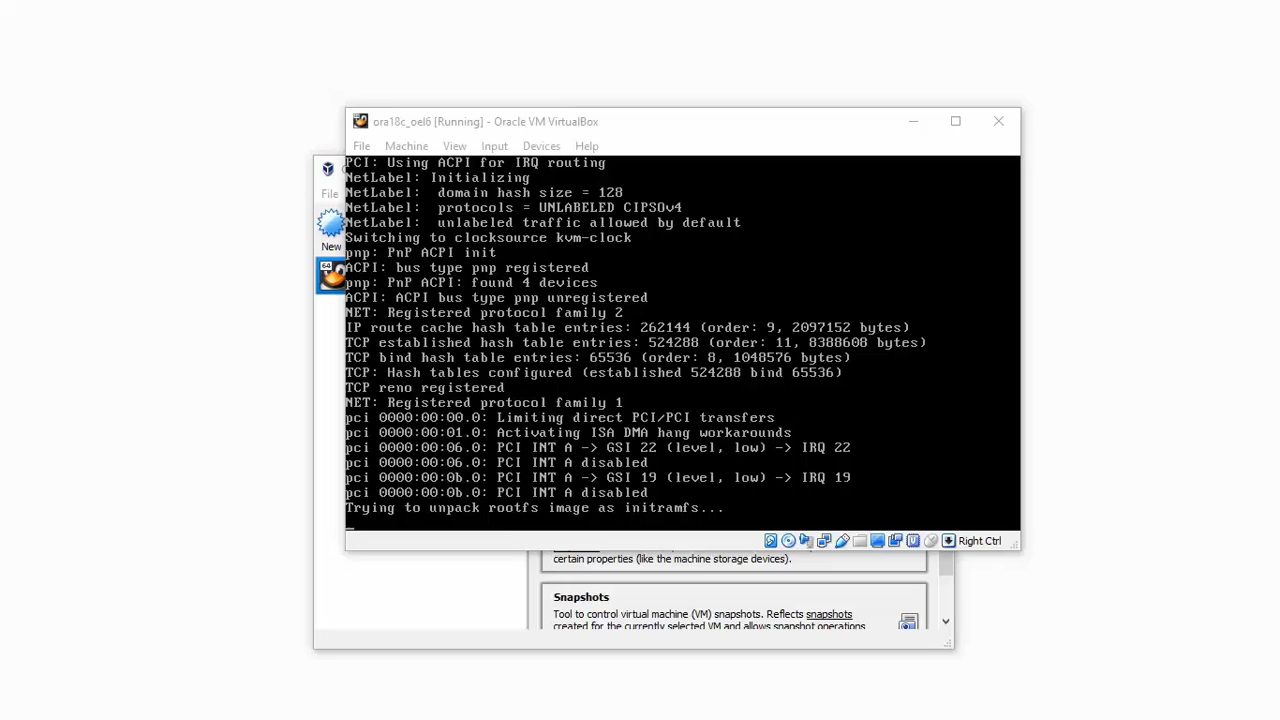 ora18c_oel6 [Running] - Oracle VM VirtualBox
File Machine View Input Devices Help
PCI: Using ACPI for IRQ routing
NetLabel: Initializing
NetLabel:  domain hash size = 128
NetLabel:  protocols = UNLABELED CIPSOv4
NetLabel:  unlabeled traffic allowed by default
Switching to clocksource kvm-clock
pnp: PnP ACPI init
ACPI: bus type pnp registered
pnp: PnP ACPI: found 4 devices
ACPI: ACPI bus type pnp unregistered
NET: Registered protocol family 2
IP route cache hash table entries: 262144 (order: 9, 2097152 bytes)
TCP established hash table entries: 524288 (order: 11, 8388608 bytes)
TCP bind hash table entries: 65536 (order: 8, 1048576 bytes)
TCP: Hash tables configured (established 524288 bind 65536)
TCP reno registered
NET: Registered protocol family 1
pci 0000:00:00.0: Limiting direct PCI/PCI transfers
pci 0000:00:01.0: Activating ISA DMA hang workarounds
pci 0000:00:06.0: PCI INT A -> GSI 22 (level, low) -> IRQ 22
pci 0000:00:06.0: PCI INT A disabled
pci 0000:00:0b.0: PCI INT A -> GSI 19 (level, low) -> IRQ 19
pci 0000:00:0b.0: PCI INT A disabled
Trying to unpack rootfs image as initramfs...
Right Ctrl
File
New
64
certain properties (like the machine storage devices).
Snapshots
Tool to control virtual machine (VM) snapshots. Reflects snapshots
created for the currently selected VM and allows snapshot operations